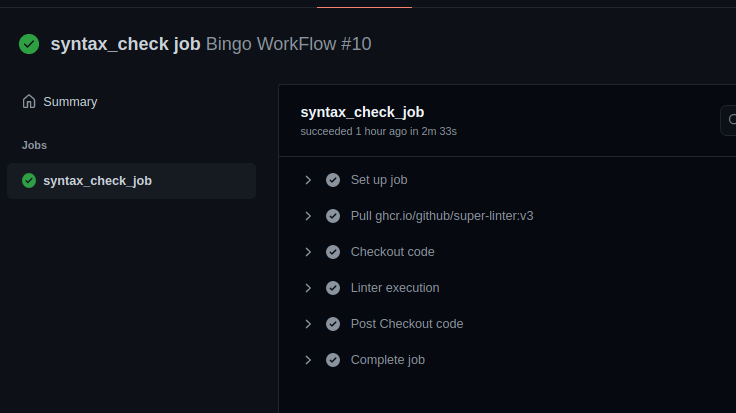 syntax_check job Bingo WorkFlow #10
Summary
Jobs
syntax_check_job
syntax_check_job
succeeded 1 hour ago in 2m 33s
Set up job
Pull ghcr.io/github/super-linter:v3
Checkout code
Linter execution
Post Checkout code
Complete job